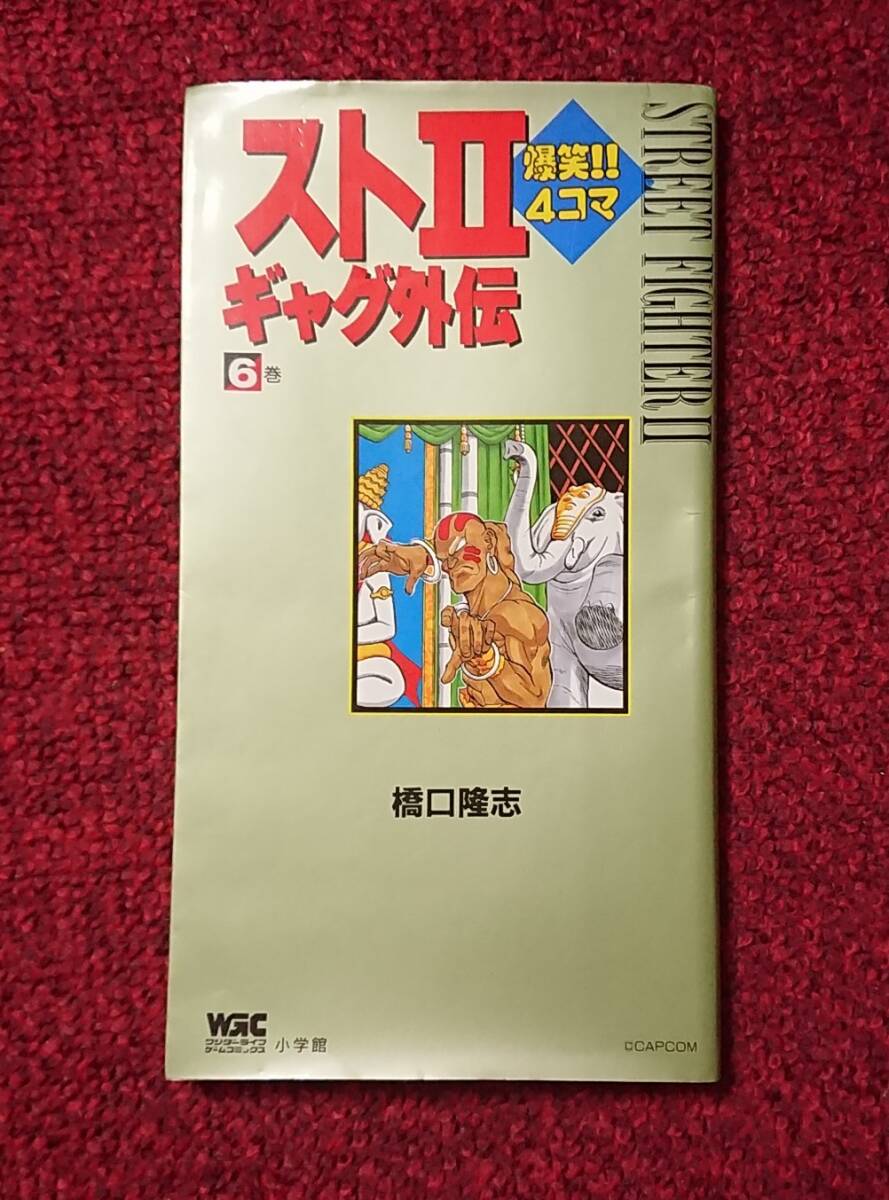 ストII
爆笑!!
4コマ
ギャグ外伝
6巻
STREET FIGHTER II
橋口隆志
WGC
ワンダーライフ
ゲームコミックス
小学館
©CAPCOM